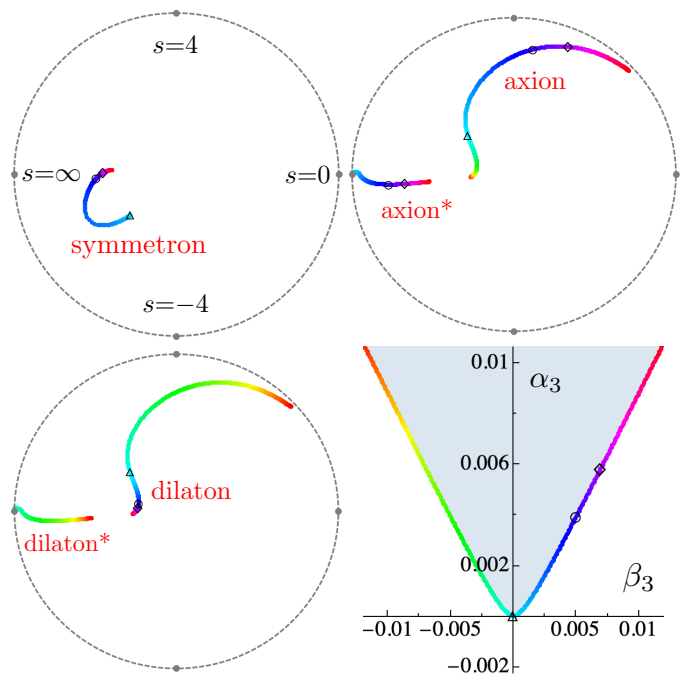 s=4
s=∞
s=0
symmetron
s=−4
axion
axion*
dilaton
dilaton*
0.01
α₃
0.006
0.002
β₃
−0.01 −0.005 0.005 0.01
−0.002